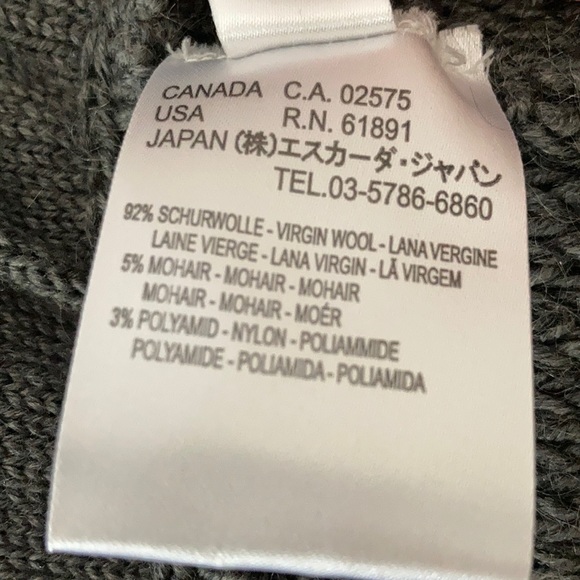 CANADA C.A. 02575
USA R.N. 61891
JAPAN (株)エスカーダ・ジャパン
TEL.03-5786-6860
92% SCHURWOLLE - VIRGIN WOOL - LANA VERGINE
LAINE VIERGE - LANA VIRGIN - LÃ VIRGEM
5% MOHAIR - MOHAIR - MOHAIR
MOHAIR - MOHAIR - MOÉR
3% POLYAMID - NYLON - POLIAMMIDE
POLYAMIDE - POLIAMIDA - POLIAMIDA